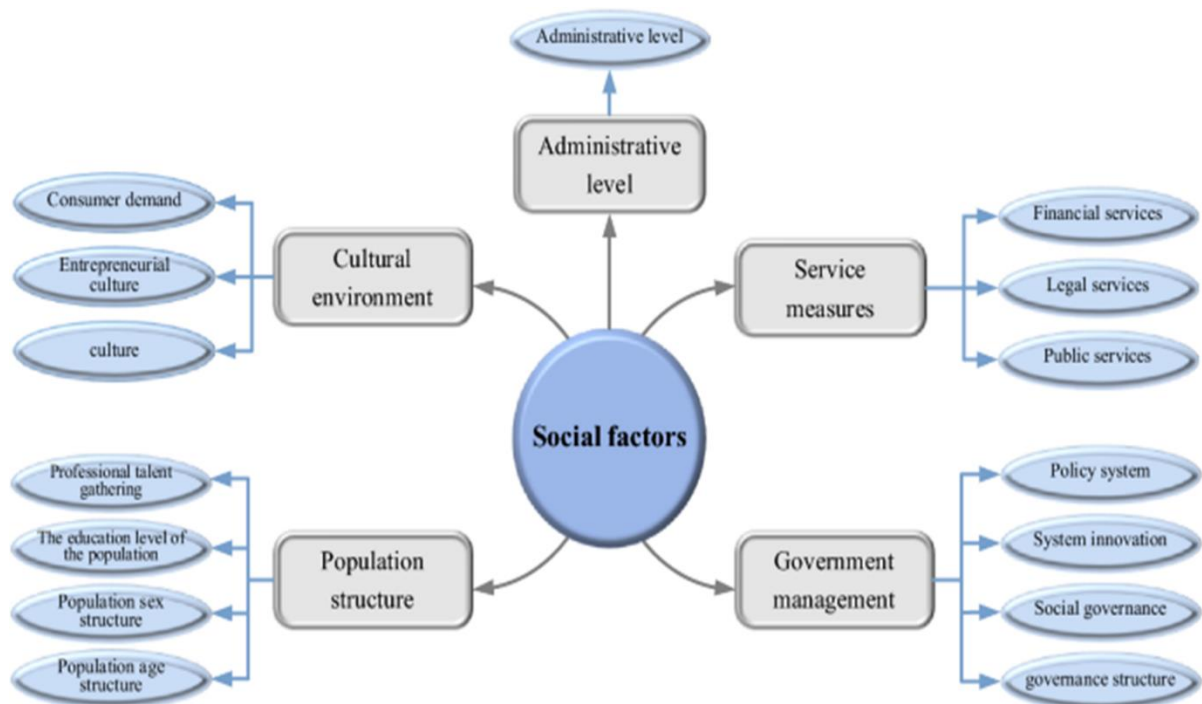 Administrative level
Administrative
level
Consumer demand
Entrepreneurial
culture
culture
Cultural
environment
Service
measures
Financial services
Legal services
Public services
Social factors
Professional talent
gathering
The education level of
the population
Population sex
structure
Population age
structure
Population
structure
Government
management
Policy system
System innovation
Social governance
governance structure